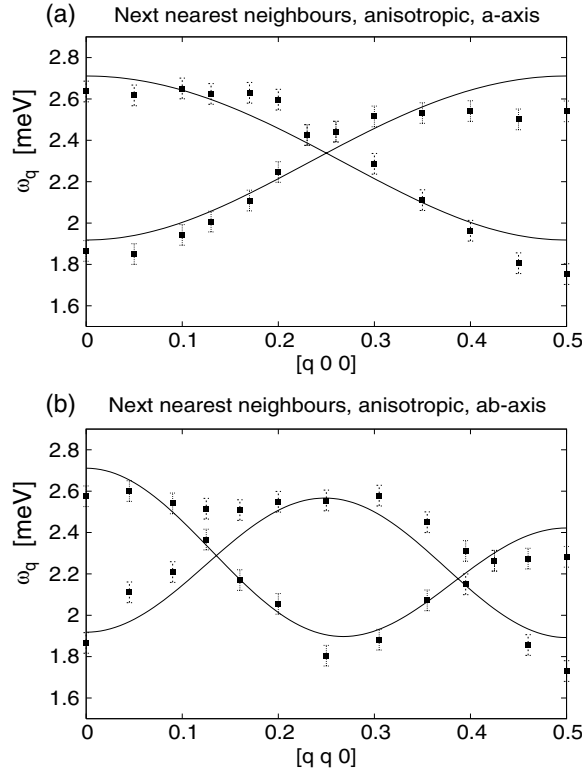 (a) Next nearest neighbours, anisotropic, a-axis
2.8
2.6
2.4
2.2
2
1.8
1.6
ωq [meV]
0 0.1 0.2 0.3 0.4 0.5
[q 0 0]
(b) Next nearest neighbours, anisotropic, ab-axis
2.8
2.6
2.4
2.2
2
1.8
1.6
ωq [meV]
0 0.1 0.2 0.3 0.4 0.5
[q q 0]